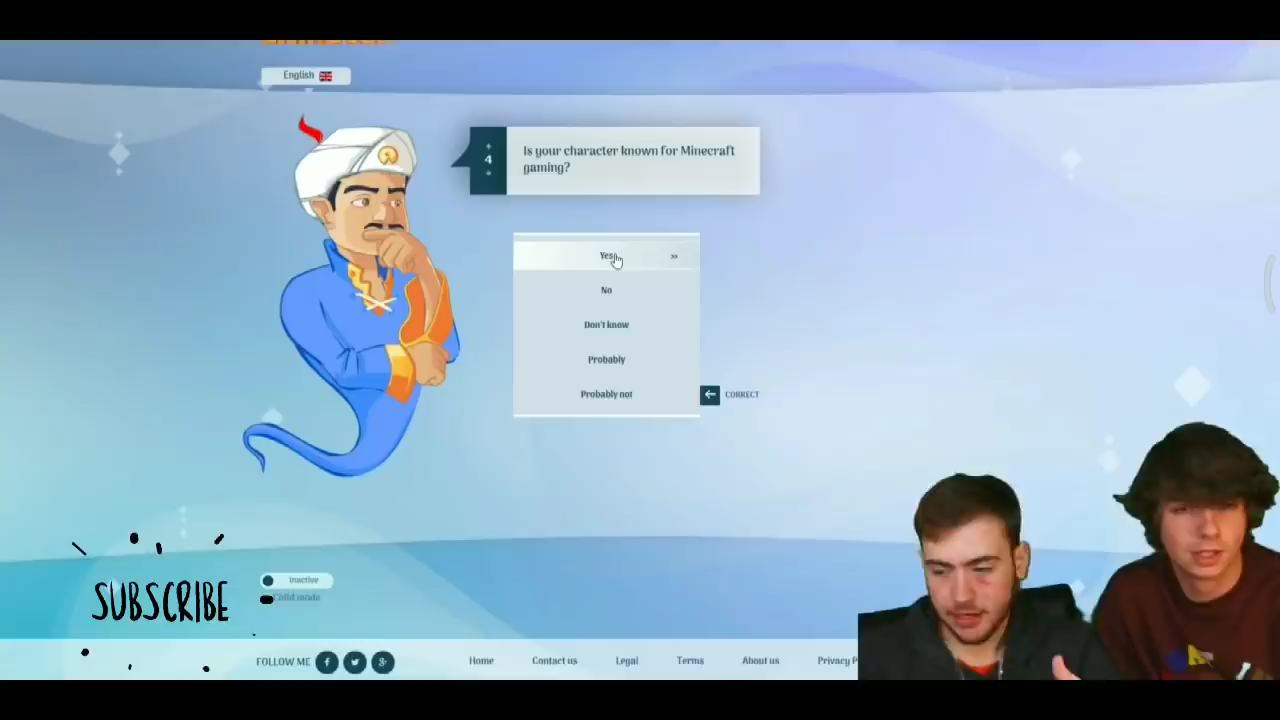 English
4
Is your character known for Minecraft
gaming?
Yes
No
Don't know
Probably
Probably not
CORRECT
SUBSCRIBE
Inactive
Child mode
FOLLOW ME
Home
Contact us
Legal
Terms
About us
Privacy P